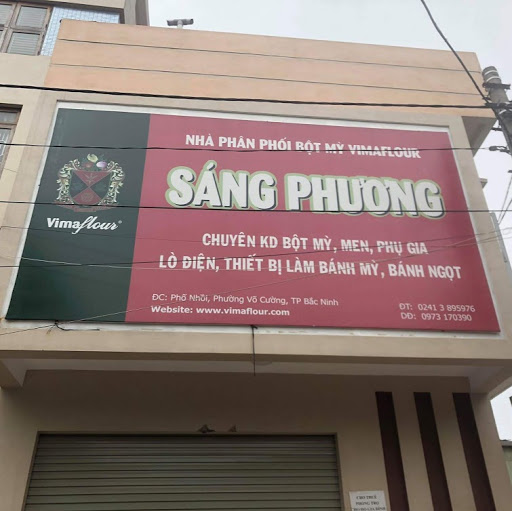 NHÀ PHÂN PHỐI BỘT MỲ VIMAFLOUR
SÁNG PHƯƠNG
Vimaflour®
CHUYÊN KD BỘT MỲ, MEN, PHỤ GIA
LÒ ĐIỆN, THIẾT BỊ LÀM BÁNH MỲ, BÁNH NGỌT
ĐC: Phố Nhồi, Phường Võ Cường, TP Bắc Ninh
Website: www.vimaflour.com
ĐT: 0241 3 895976
DĐ: 0973 170390